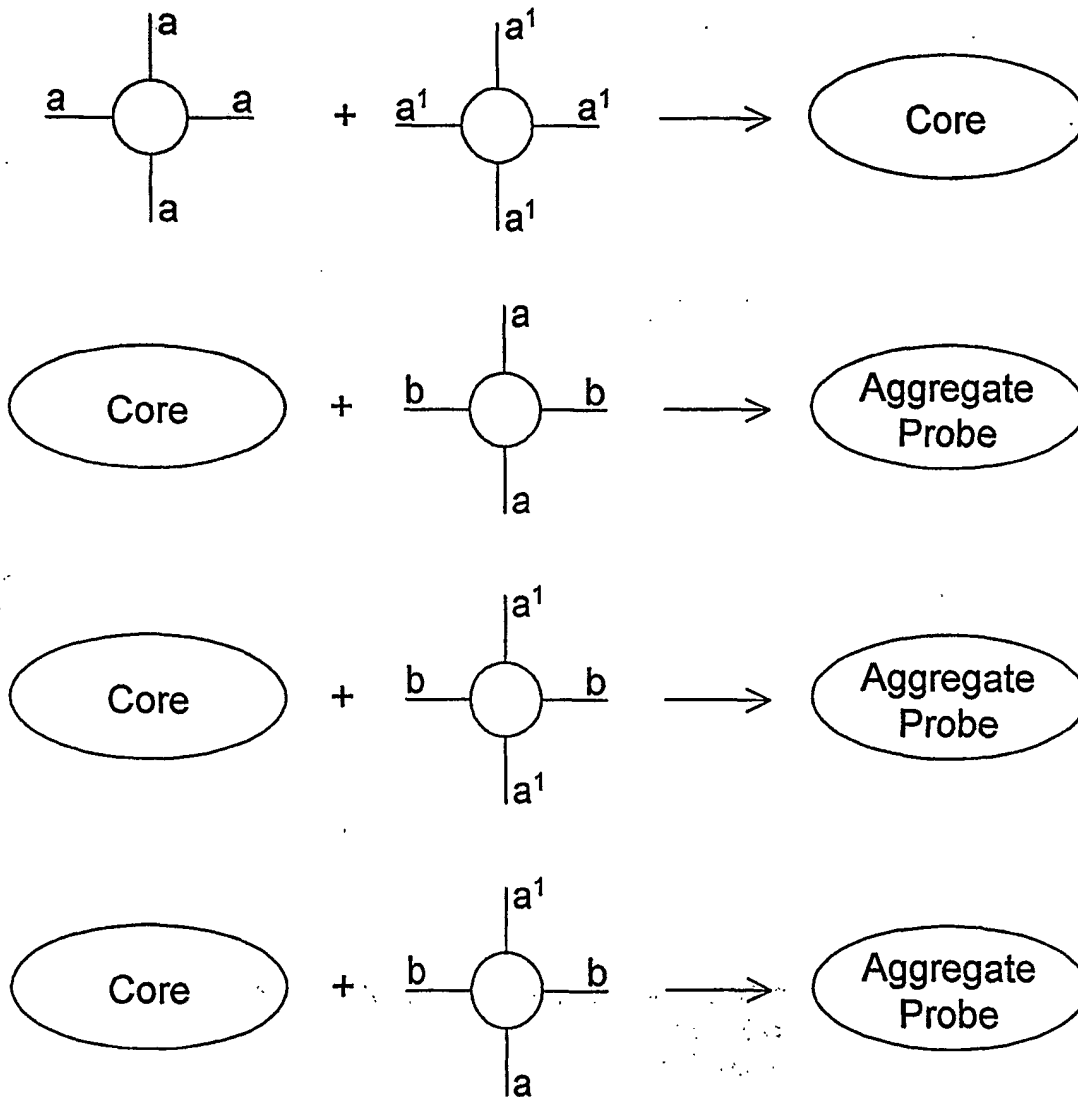 a a¹
a a + a¹ a¹ Core
a a¹
a
Core + b b Aggregate
Probe
a
a¹
Core + b b Aggregate
Probe
a¹
a¹
Core + b b Aggregate
Probe
a